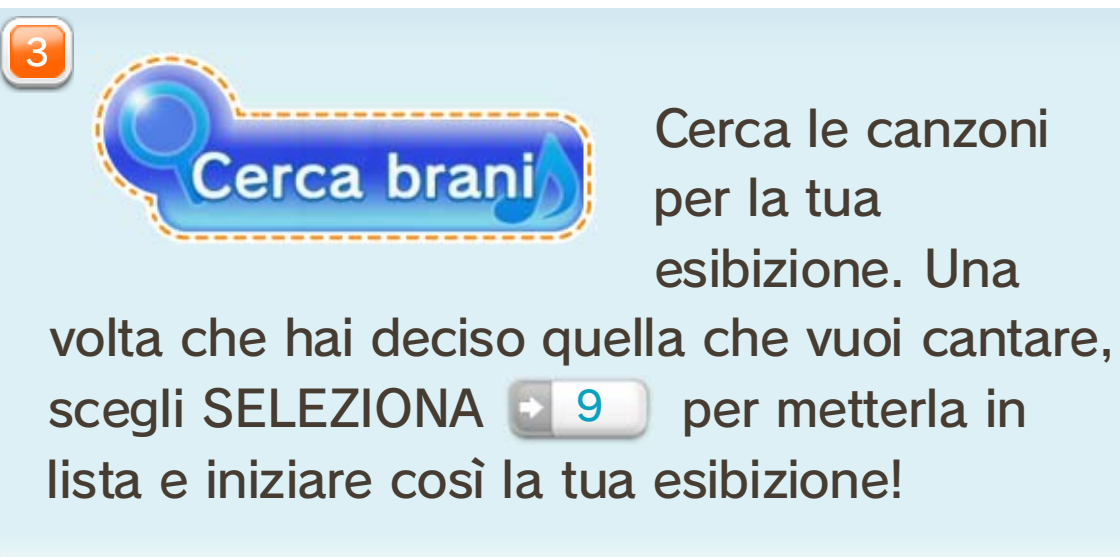 3
Cerca brani
Cerca le canzoni
per la tua
esibizione. Una
volta che hai deciso quella che vuoi cantare,
scegli SELEZIONA 9 per metterla in
lista e iniziare così la tua esibizione!